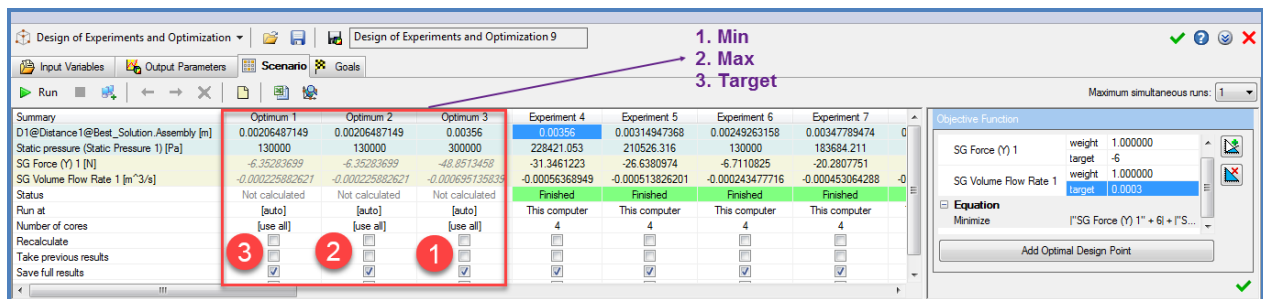 Design of Experiments and Optimization
Design of Experiments and Optimization 9
1. Min
2. Max
3. Target
Input Variables Output Parameters Scenario Goals
Run
Maximum simultaneous runs: 1
Summary Optimum 1 Optimum 2 Optimum 3 Experiment 4 Experiment 5 Experiment 6 Experiment 7
D1@Distance1@Best_Solution.Assembly [m] 0.00206487149 0.00206487149 0.00356 0.00356 0.00314947368 0.00249263158 0.00347789474 0
Static pressure (Static Pressure 1) [Pa] 130000 130000 300000 228421.053 210526.316 130000 183684.211
SG Force (Y) 1 [N] -6.35283699 -6.35283699 -48.8513458 -31.3461223 -26.6380974 -6.7110825 -20.2807751
SG Volume Flow Rate 1 [m^3/s] -0.000225882621 -0.000225882621 -0.000695135839 -0.00056368949 -0.000513826201 -0.000243477716 -0.000453064288 -0
Status Not calculated Not calculated Not calculated Finished Finished Finished Finished
Run at [auto] [auto] [auto] This computer This computer This computer This computer
Number of cores [use all] [use all] [use all] 4 4 4 4
Recalculate
Take previous results
Save full results
3 2 1
Objective Function
SG Force (Y) 1 weight 1.000000
target -6
SG Volume Flow Rate 1 weight 1.000000
target 0.0003
Equation
Minimize |"SG Force (Y) 1" + 6| + |"S...
Add Optimal Design Point